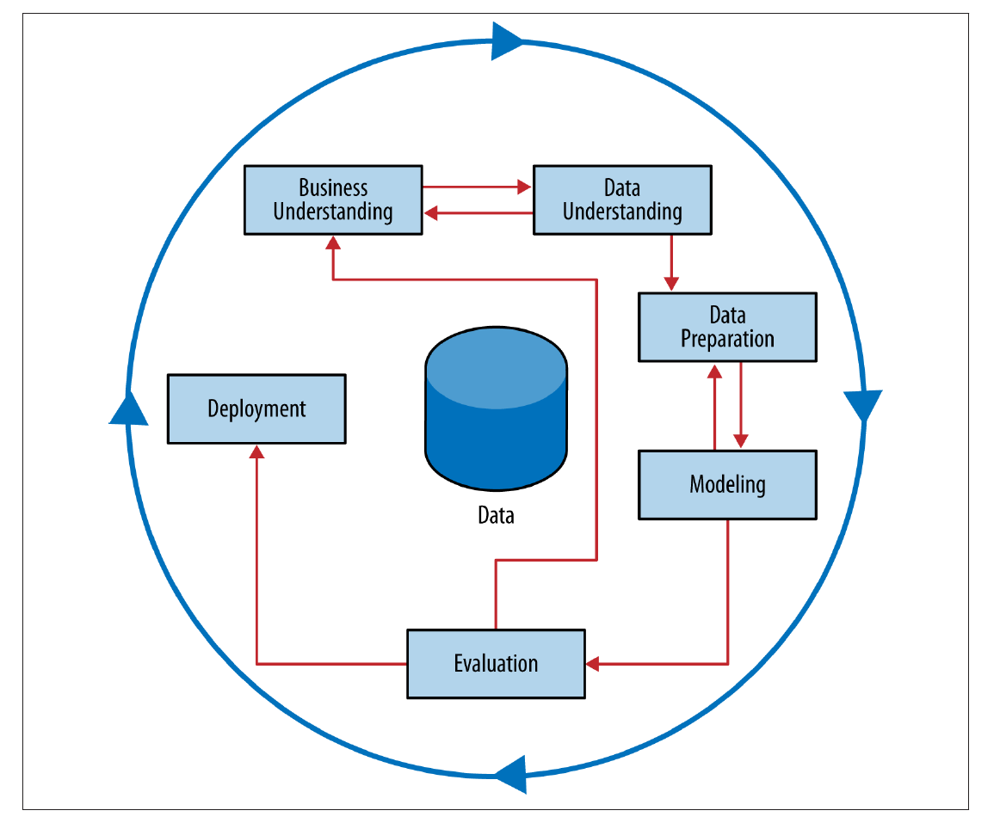 Business
Understanding
Data
Understanding
Data
Preparation
Deployment
Modeling
Data
Evaluation